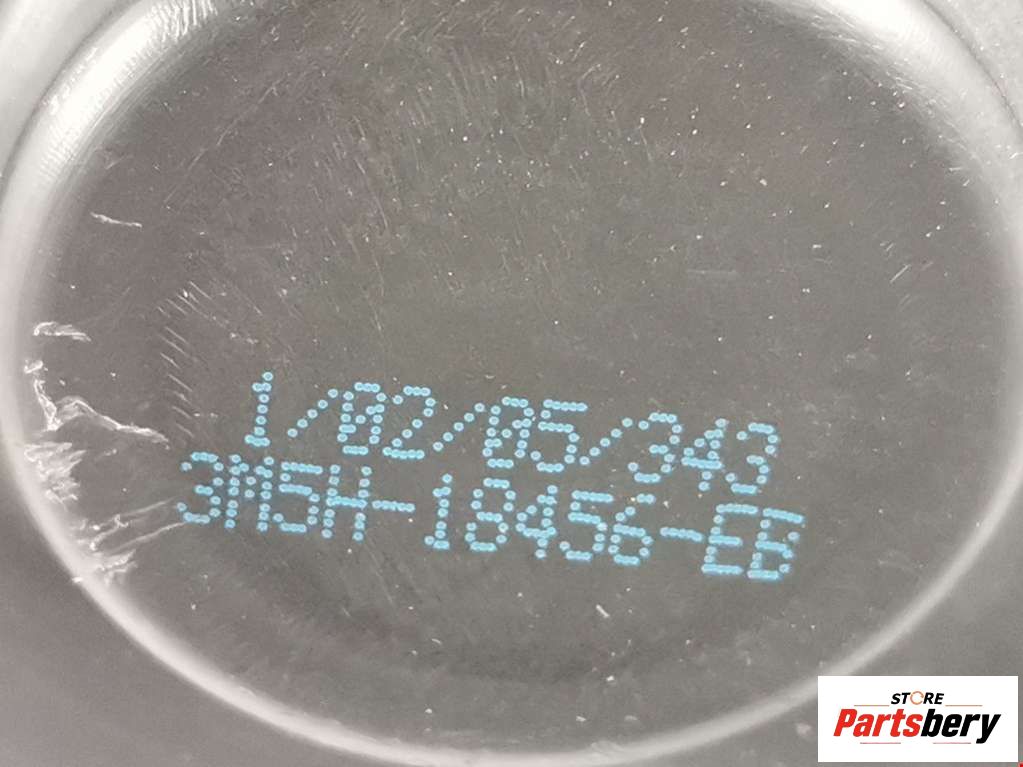 1/02/05/343
3M5H-18456-EB
STORE
Partsbery